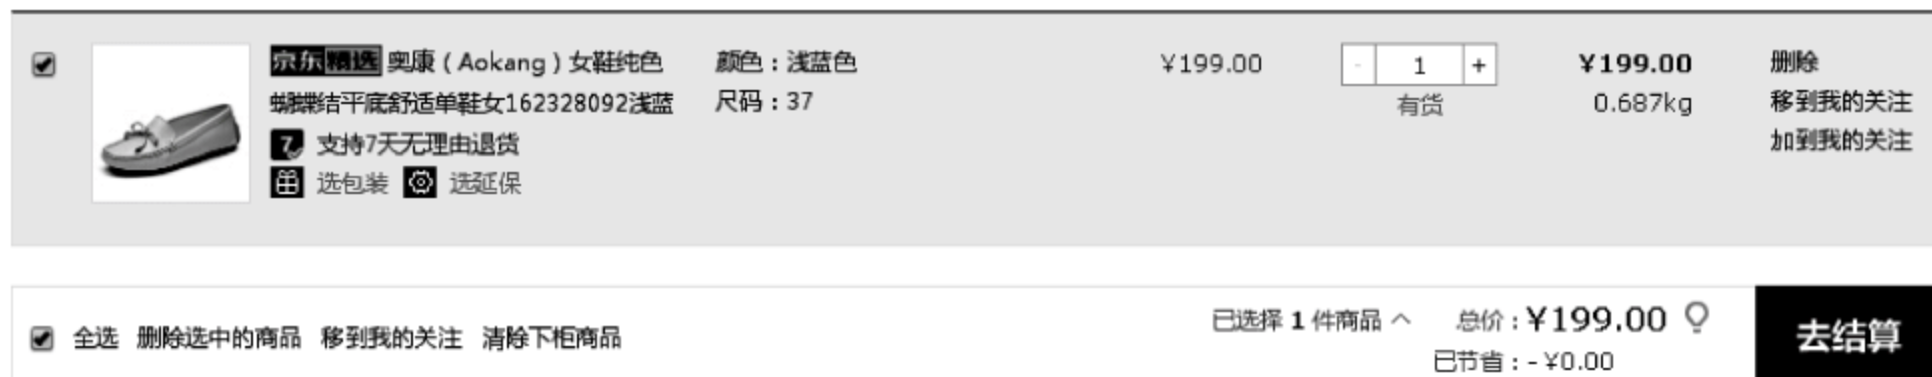 京东精选 奥康（Aokang）女鞋纯色 颜色：浅蓝色 ¥199.00 - 1 + ¥199.00 删除
蝴蝶结平底舒适单鞋女162328092浅蓝 尺码：37 有货 0.687kg 移到我的关注
7 支持7天无理由退货 加到我的关注
选包装 选延保
已选择 1 件商品 总价：¥199.00
全选 删除选中的商品 移到我的关注 清除下柜商品 去结算
已节省：- ¥0.00